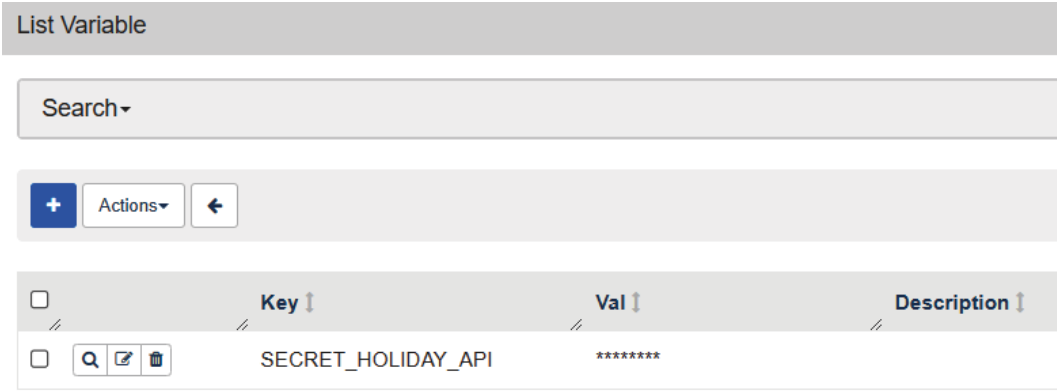 List Variable
Search
Actions
Key Val Description
SECRET_HOLIDAY_API ********